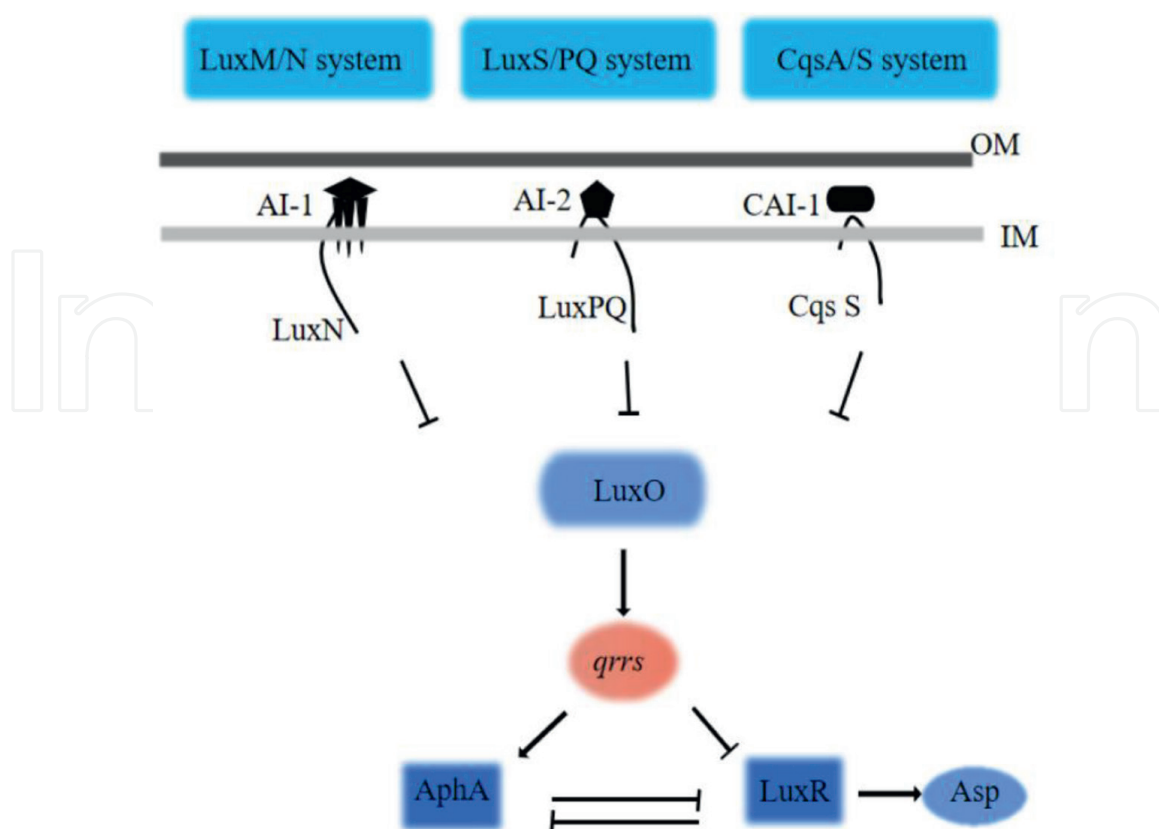 LuxM/N system
LuxS/PQ system
CqsA/S system
OM
AI-1
AI-2
CAI-1
IM
LuxN
LuxPQ
Cqs S
LuxO
qrrs
AphA
LuxR
Asp